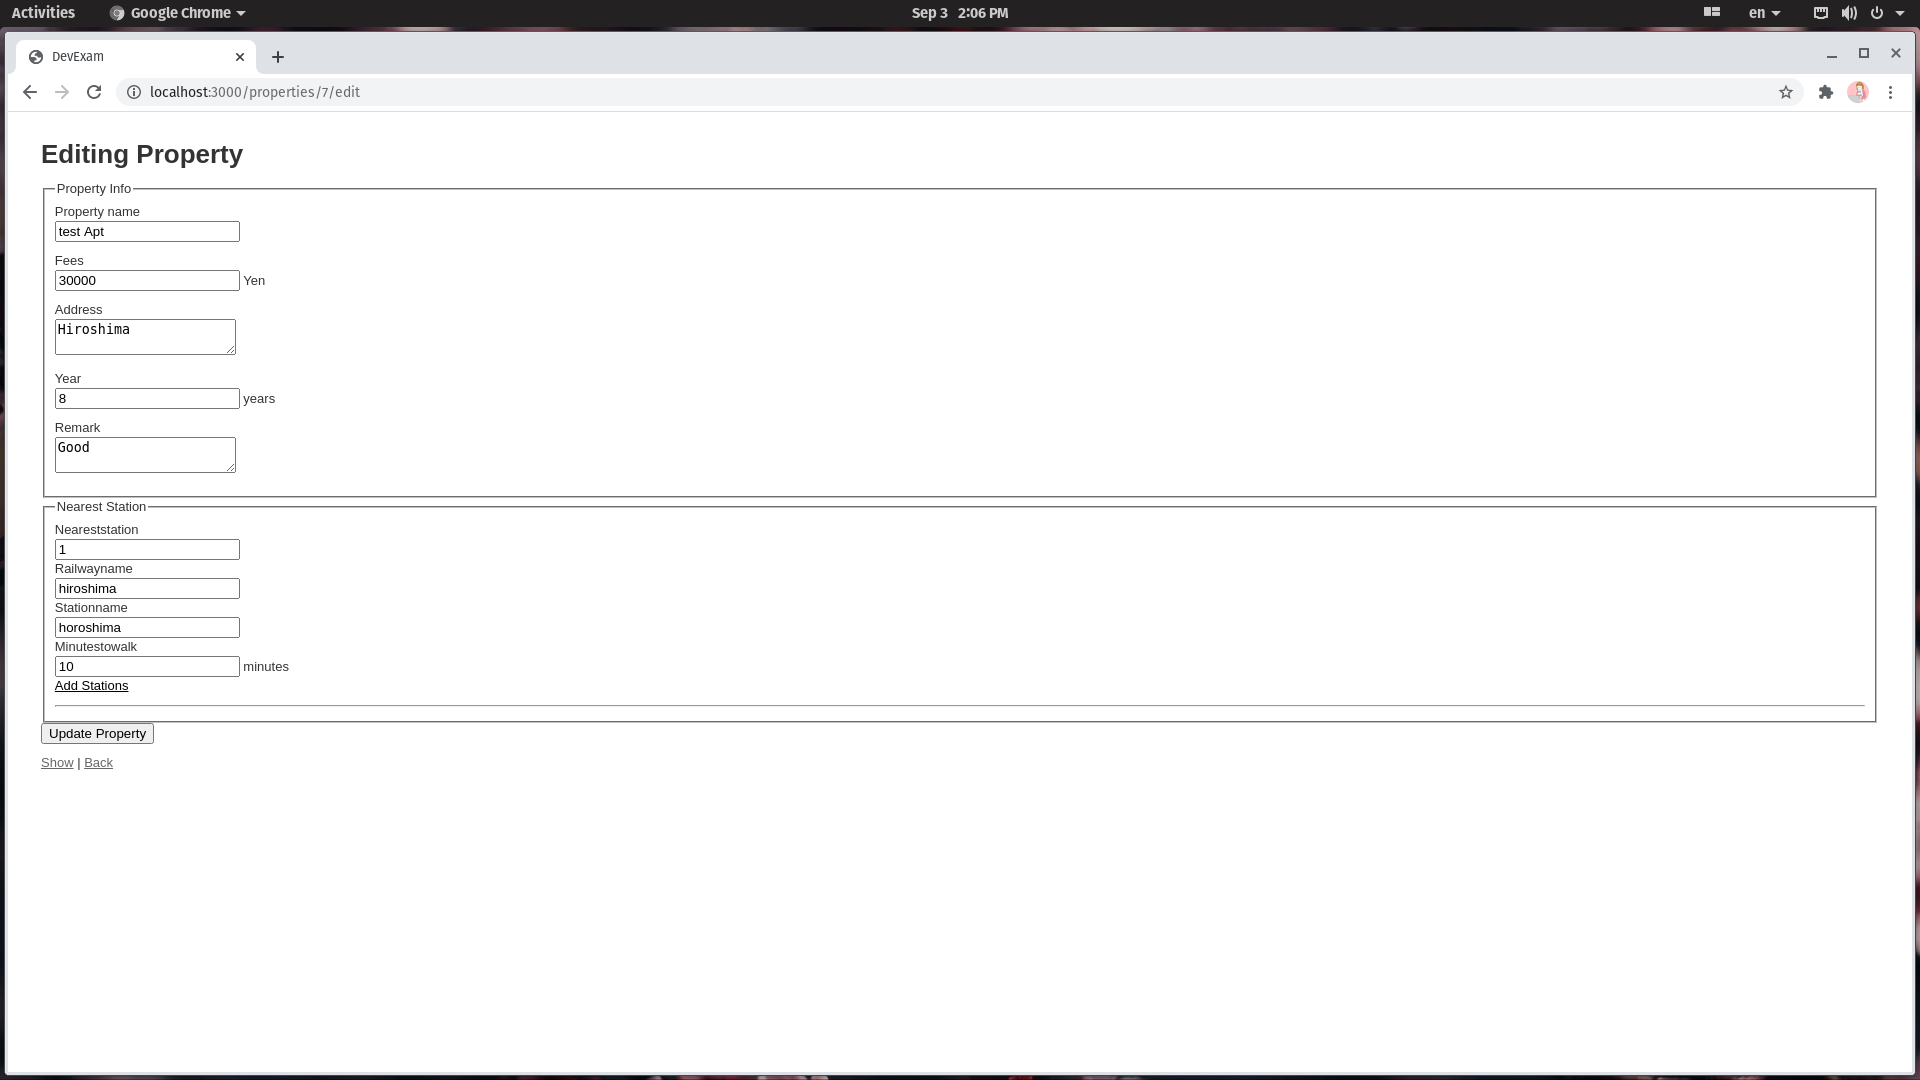 Activities Google Chrome Sep 3 2:06 PM en
DevExam
localhost:3000/properties/7/edit
Editing Property
Property Info
Property name
test Apt
Fees
30000 Yen
Address
Hiroshima
Year
8 years
Remark
Good
Nearest Station
Neareststation
1
Railwayname
hiroshima
Stationname
horoshima
Minutestowalk
10 minutes
Add Stations
Update Property
Show | Back